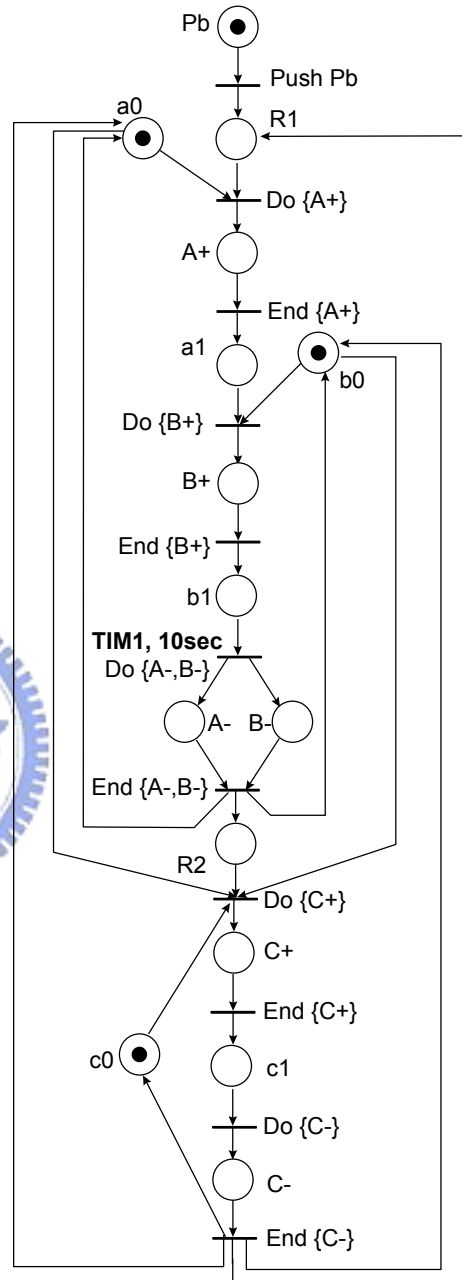 Pb
Push Pb
a0
R1
Do {A+}
A+
End {A+}
a1
b0
Do {B+}
B+
End {B+}
b1
TIM1, 10sec
Do {A-,B-}
A- B-
End {A-,B-}
R2
Do {C+}
C+
End {C+}
c0
c1
Do {C-}
C-
End {C-}